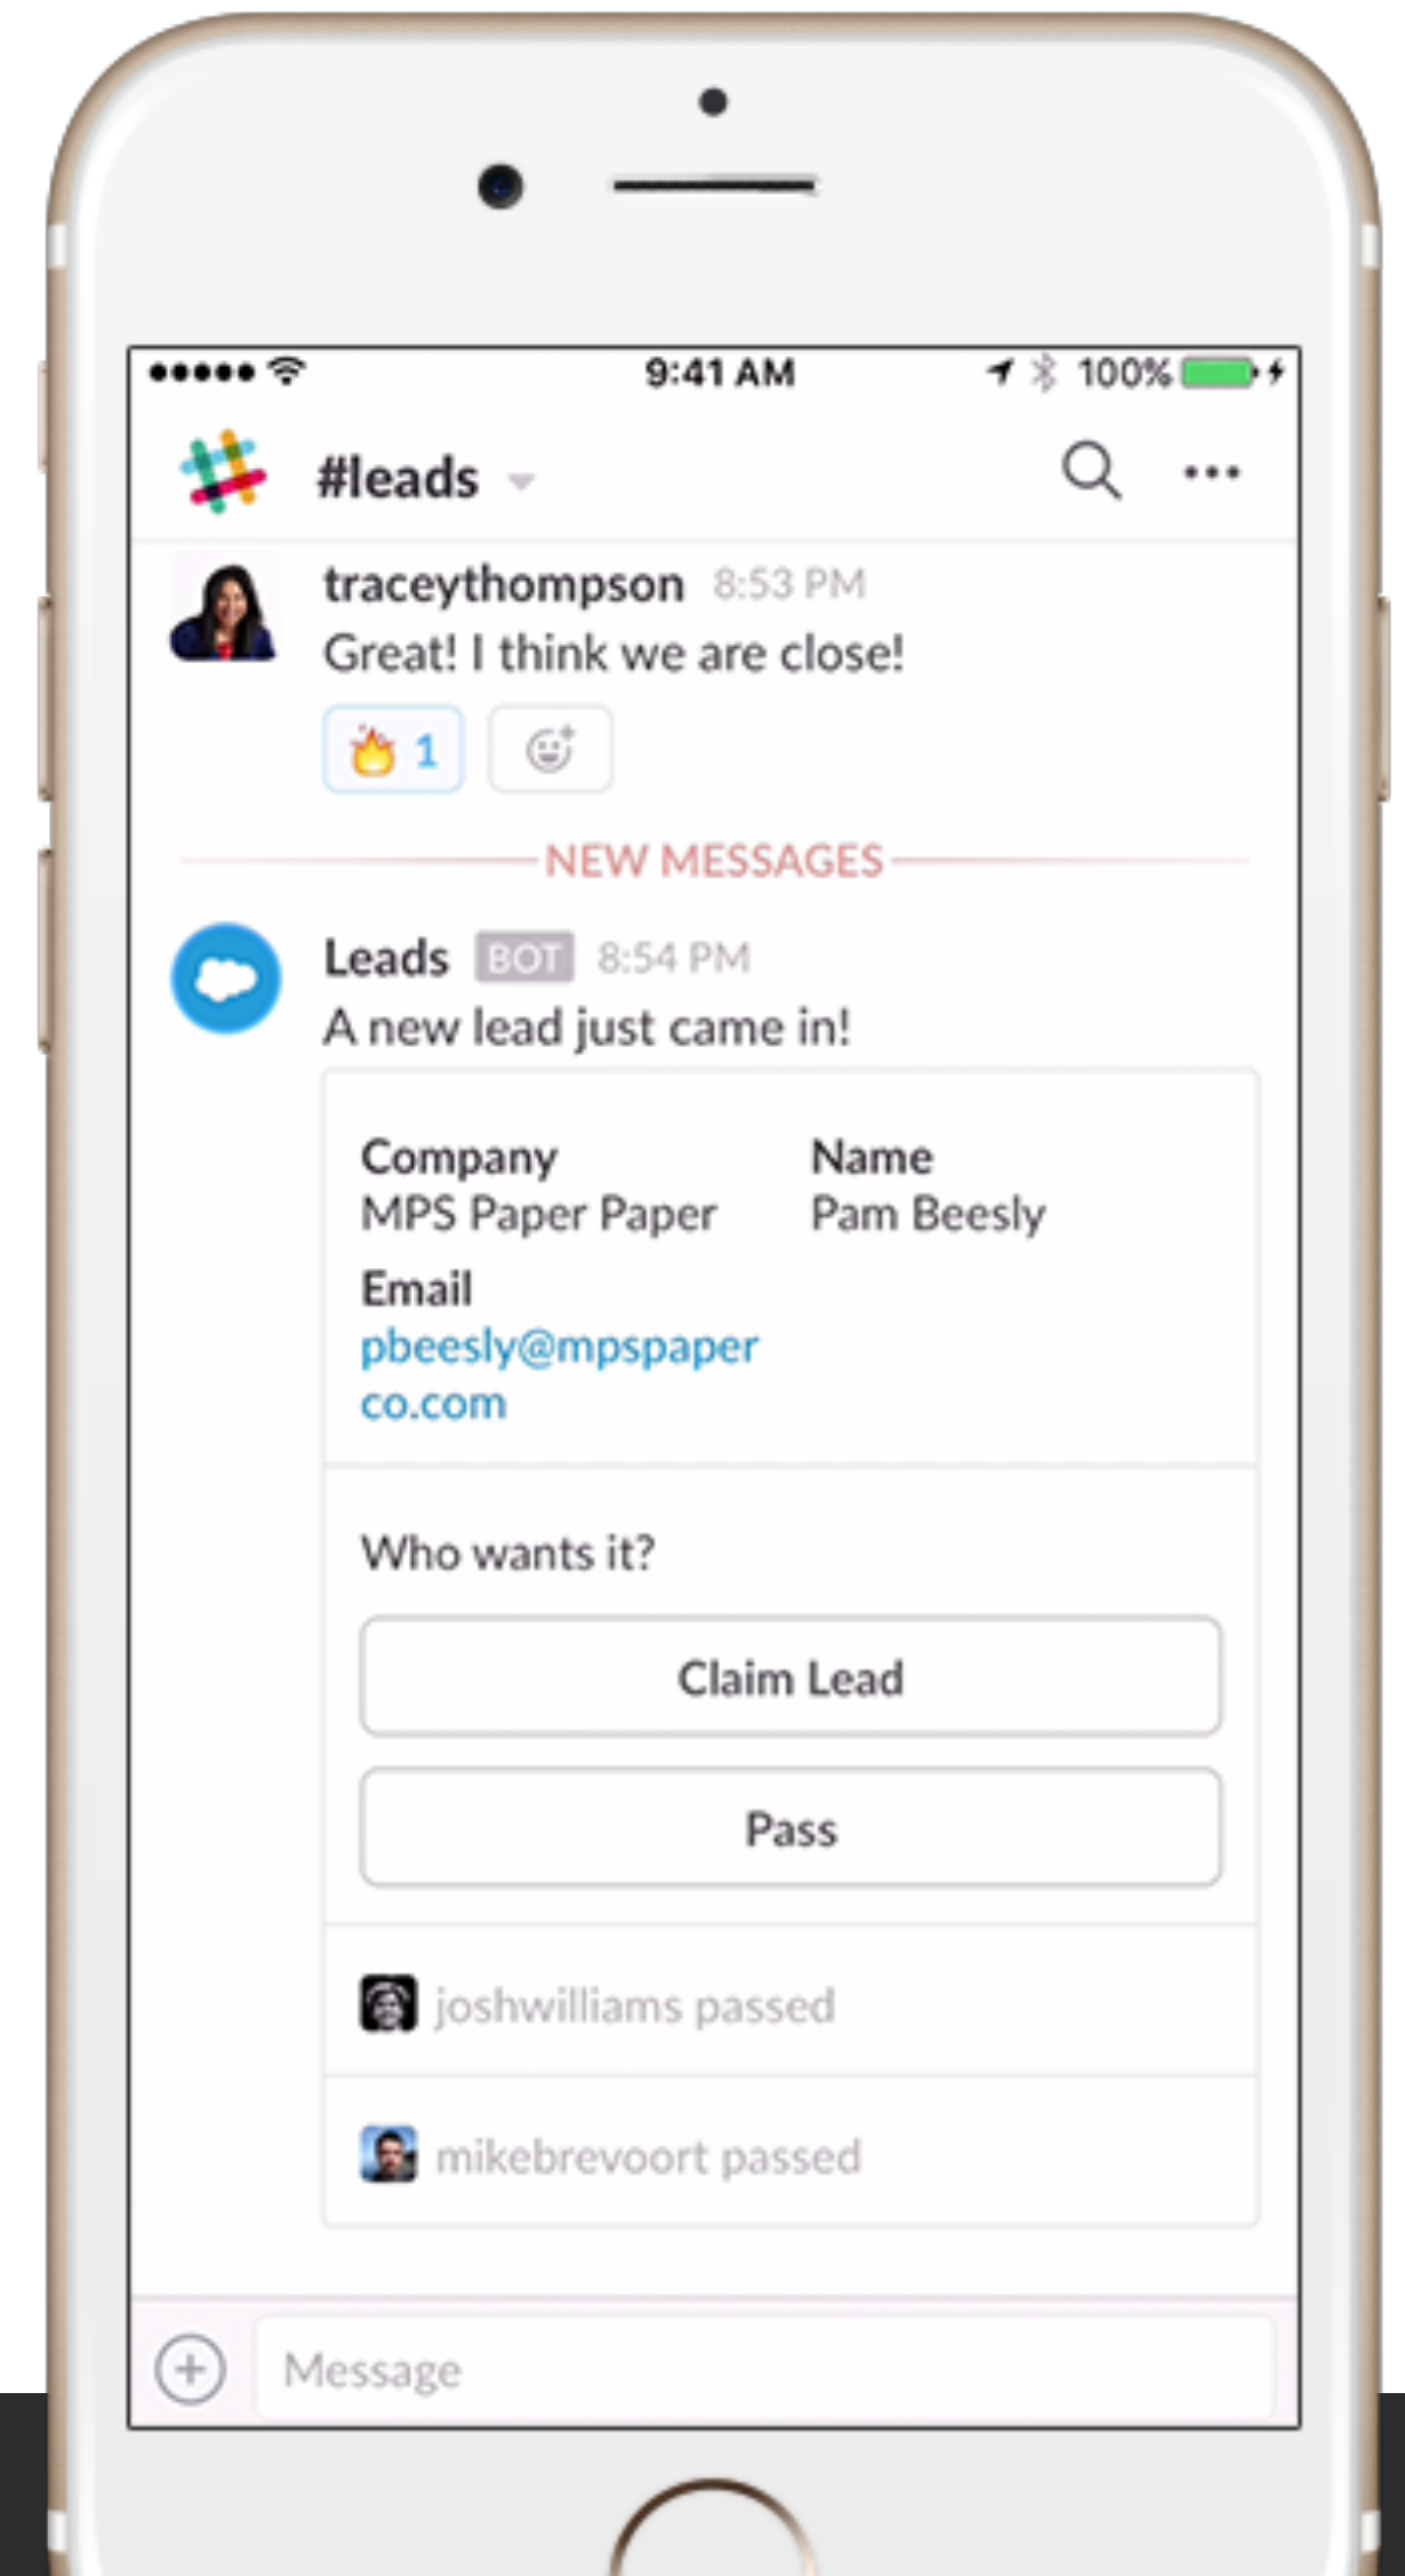 9:41 AM 100%
#leads
traceythompson 8:53 PM
Great! I think we are close!
1
NEW MESSAGES
Leads BOT 8:54 PM
A new lead just came in!
Company Name
MPS Paper Paper Pam Beesly
Email
pbeesly@mpspaper
co.com
Who wants it?
Claim Lead
Pass
joshwilliams passed
mikebrevoort passed
Message